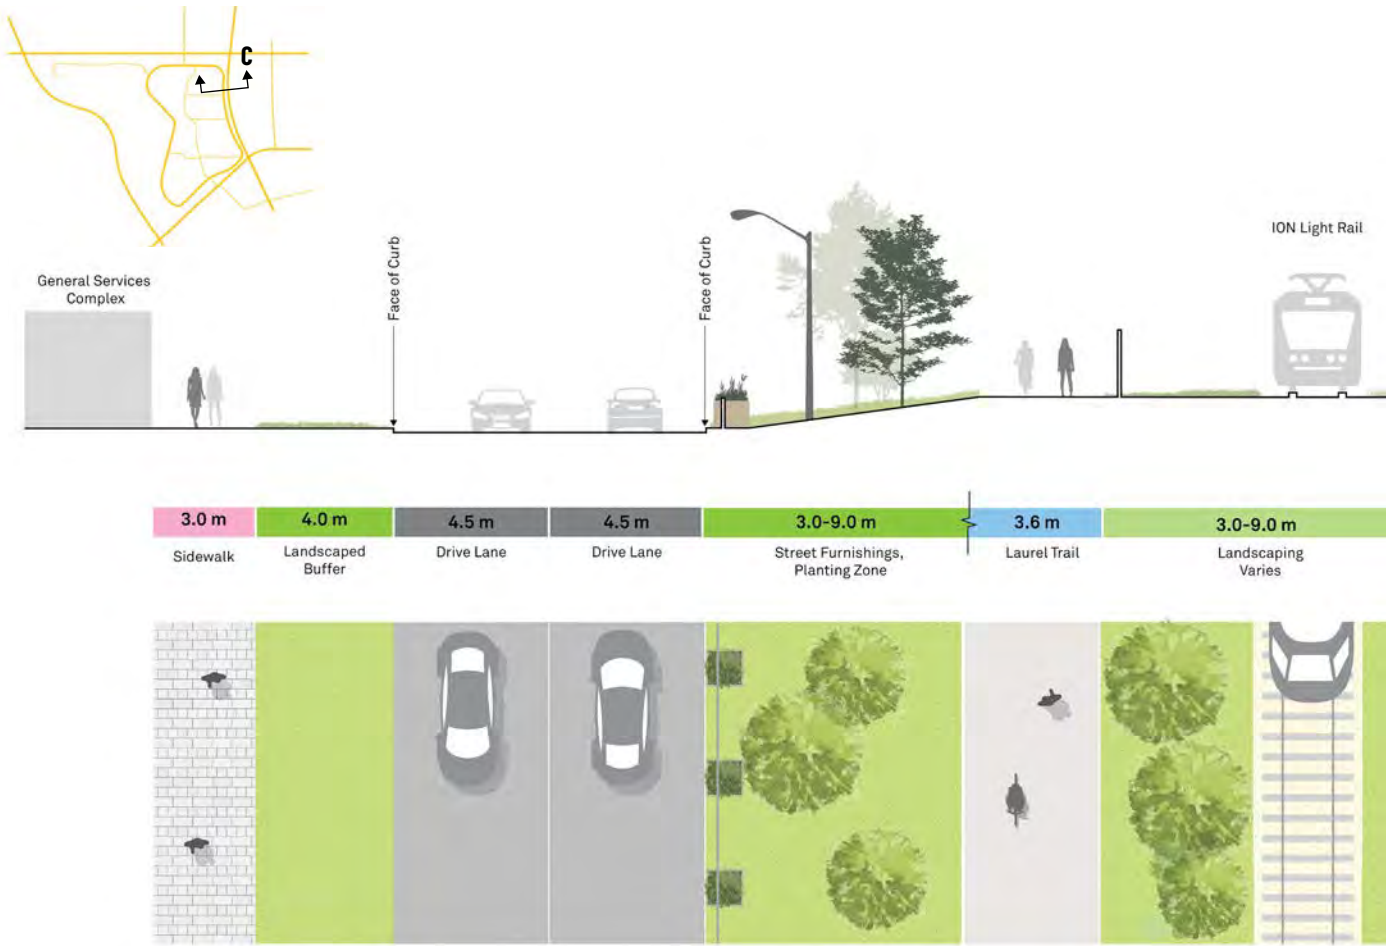 C
ION Light Rail
General Services
Complex
Face of Curb
Face of Curb
3.0 m
4.0 m
4.5 m
4.5 m
3.0-9.0 m
3.6 m
3.0-9.0 m
Sidewalk
Landscaped
Buffer
Drive Lane
Drive Lane
Street Furnishings,
Planting Zone
Laurel Trail
Landscaping
Varies